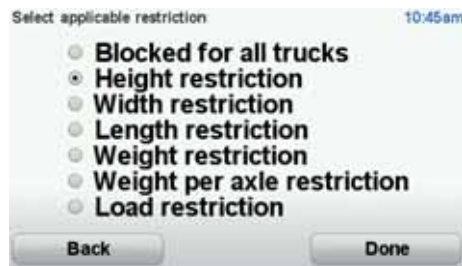 Select applicable restriction 10:45am
Blocked for all trucks
Height restriction
Width restriction
Length restriction
Weight restriction
Weight per axle restriction
Load restriction
Back Done